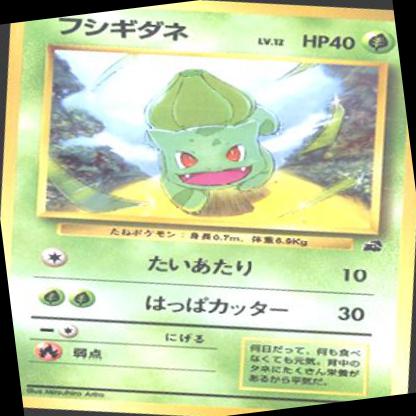 フシギダネ LV.12 HP40
たねポケモン：身長0.7m、体重6.9Kg
たいあたり 10
はっぱカッター 30
にげる
弱点
何日だって、何も食べ
なくても元気。背中の
タネにたくさん栄養が
あるから平気だ。
Illus.Mitsuhiro Arita